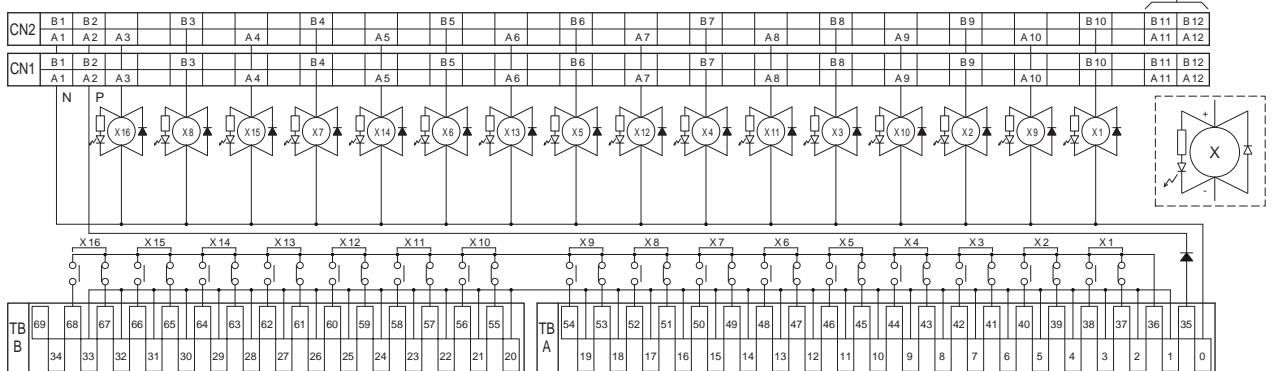 CN2 B1 B2 B3 B4 B5 B6 B7 B8 B9 B10 B11 B12
A1 A2 A3 A4 A5 A6 A7 A8 A9 A10 A11 A12
CN1 B1 B2 B3 B4 B5 B6 B7 B8 B9 B10 B11 B12
A1 A2 A3 A4 A5 A6 A7 A8 A9 A10 A11 A12
N P
X16 X8 X15 X7 X14 X6 X13 X5 X12 X4 X11 X3 X10 X2 X9 X1
+
X
-
X16 X15 X14 X13 X12 X11 X10 X9 X8 X7 X6 X5 X4 X3 X2 X1
TB B 69 68 67 66 65 64 63 62 61 60 59 58 57 56 55
34 33 32 31 30 29 28 27 26 25 24 23 22 21 20
TB A 54 53 52 51 50 49 48 47 46 45 44 43 42 41 40 39 38 37 36 35
19 18 17 16 15 14 13 12 11 10 9 8 7 6 5 4 3 2 1 0